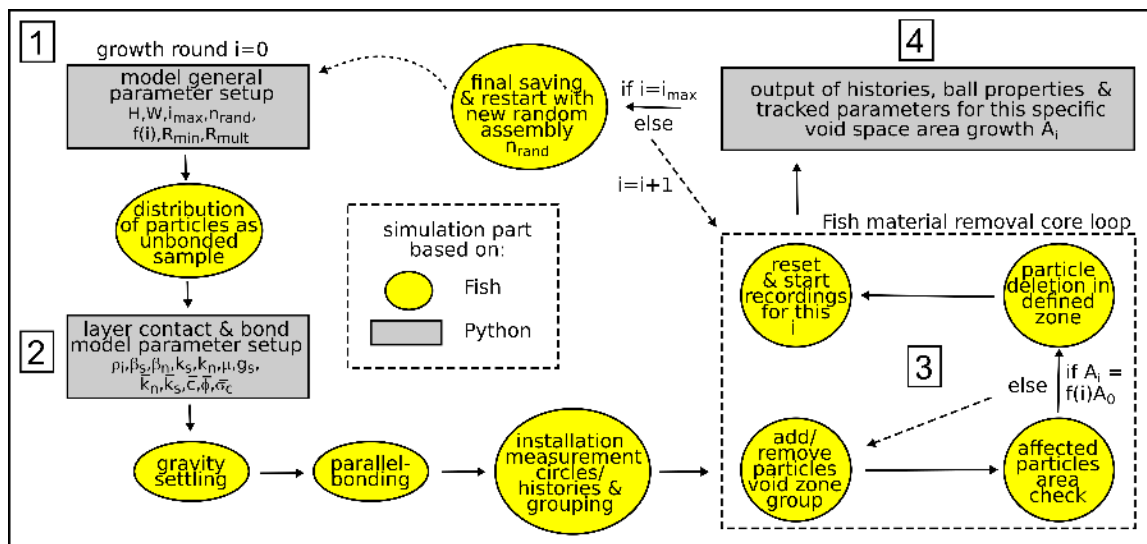 1
growth round i=0
model general
parameter setup
H,W,i_max,n_rand,
f(i),R_min,R_mult
distribution
of particles as
unbonded
sample
2
layer contact & bond
model parameter setup
ρ_i,β_s,β_n,k_s,k_n,μ,g_s,
k̅_n,k̅_s,c̅,ϕ̅,σ̅_c
gravity
settling
parallel-
bonding
installation
measurement
circles/
histories &
grouping
simulation part
based on:
Fish
Python
final saving
& restart with
new random
assembly
n_rand
if i=i_max
else
i=i+1
4
output of histories, ball properties &
tracked parameters for this specific
void space area growth A_i
Fish material removal core loop
reset
& start
recordings
for this
i
particle
deletion in
defined
zone
3
if A_i =
f(i)A_0
else
add/
remove
particles
void zone
group
affected
particles
area
check